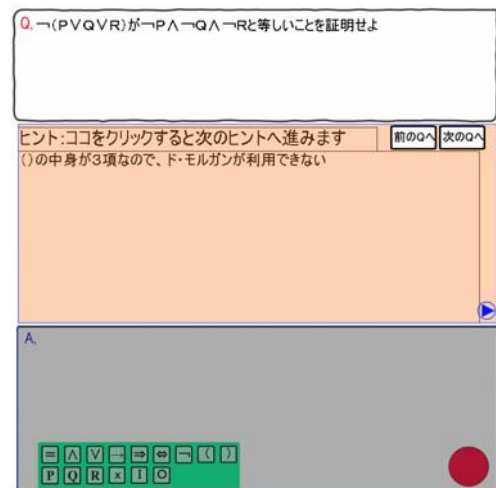 Q. ¬(P∨Q∨R)が¬P∧¬Q∧¬Rと等しいことを証明せよ
ヒント:ココをクリックすると次のヒントへ進みます 前のQへ 次のQへ
()の中身が3項なので、ド・モルガンが利用できない
A.
= ∧ ∨ → ⇒ ⇔ ¬ ( )
P Q R × I O